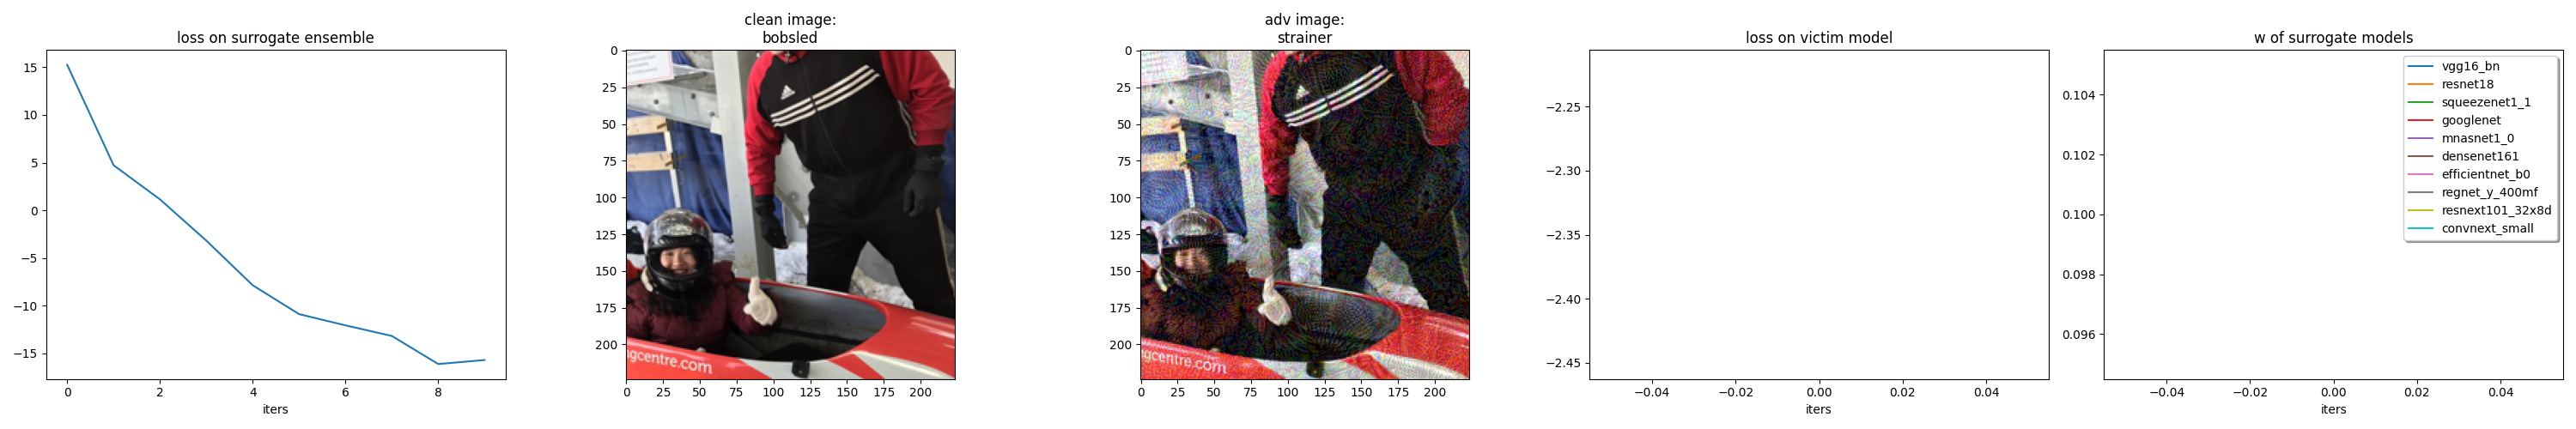 loss on surrogate ensemble
15
10
5
0
−5
−10
−15
0
2
4
6
8
iters
clean image:
bobsled
0
25
50
75
100
125
150
175
200
0
25
50
75
100
125
150
175
200
adidas
ngcentre.com
adv image:
strainer
0
25
50
75
100
125
150
175
200
0
25
50
75
100
125
150
175
200
ngcentre.com
loss on victim model
−2.25
−2.30
−2.35
−2.40
−2.45
−0.04
−0.02
0.00
0.02
0.04
iters
w of surrogate models
0.104
0.102
0.100
0.098
0.096
−0.04
−0.02
0.00
0.02
0.04
iters
vgg16_bn
resnet18
squeezenet1_1
googlenet
mnasnet1_0
densenet161
efficientnet_b0
regnet_y_400mf
resnext101_32x8d
convnext_small